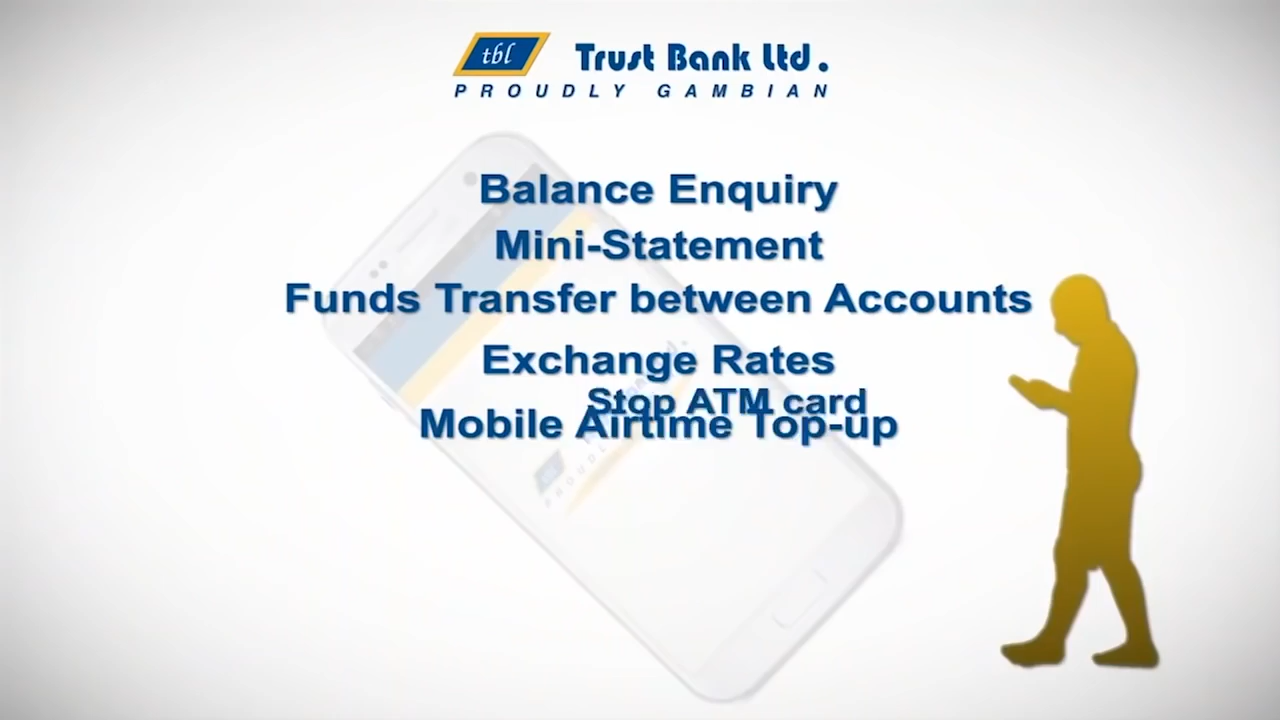 tbl Trust Bank Ltd.
PROUDLY GAMBIAN
Balance Enquiry
Mini-Statement
Funds Transfer between Accounts
Exchange Rates
Stop ATM card
Mobile Airtime Top-up